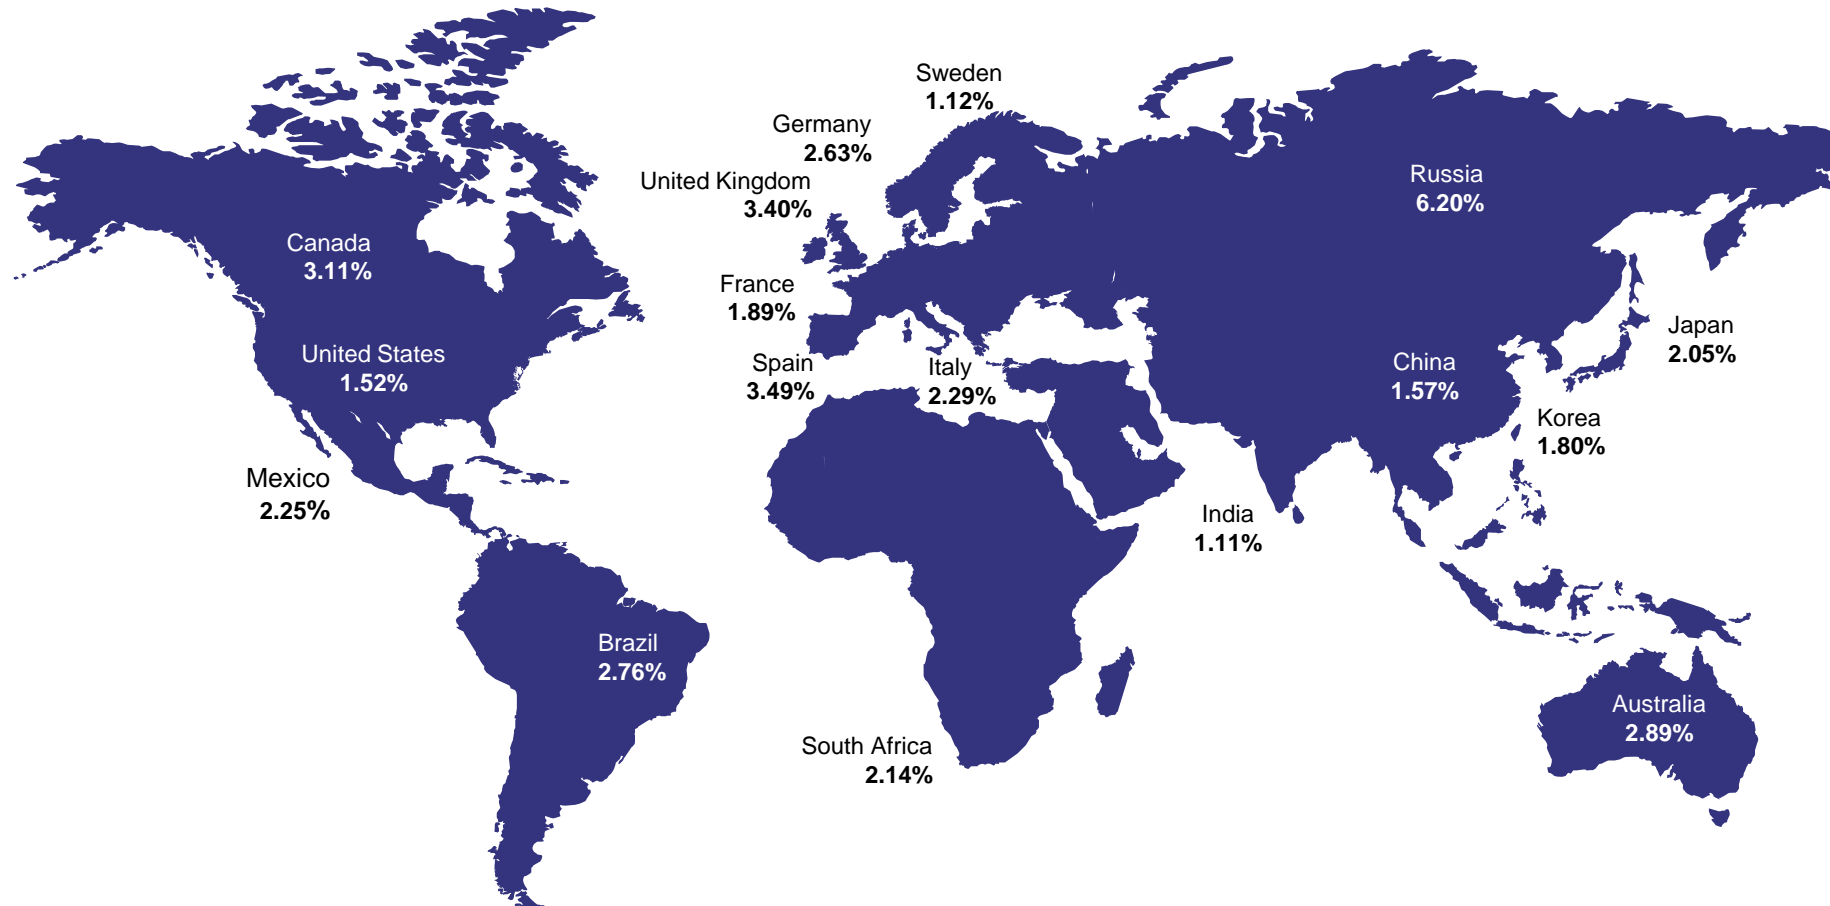 Sweden
1.12%
Germany
2.63%
United Kingdom
3.40%
Russia
6.20%
Canada
3.11%
France
1.89%
Japan
2.05%
United States
1.52%
Spain
3.49%
Italy
2.29%
China
1.57%
Korea
1.80%
Mexico
2.25%
India
1.11%
Brazil
2.76%
Australia
2.89%
South Africa
2.14%